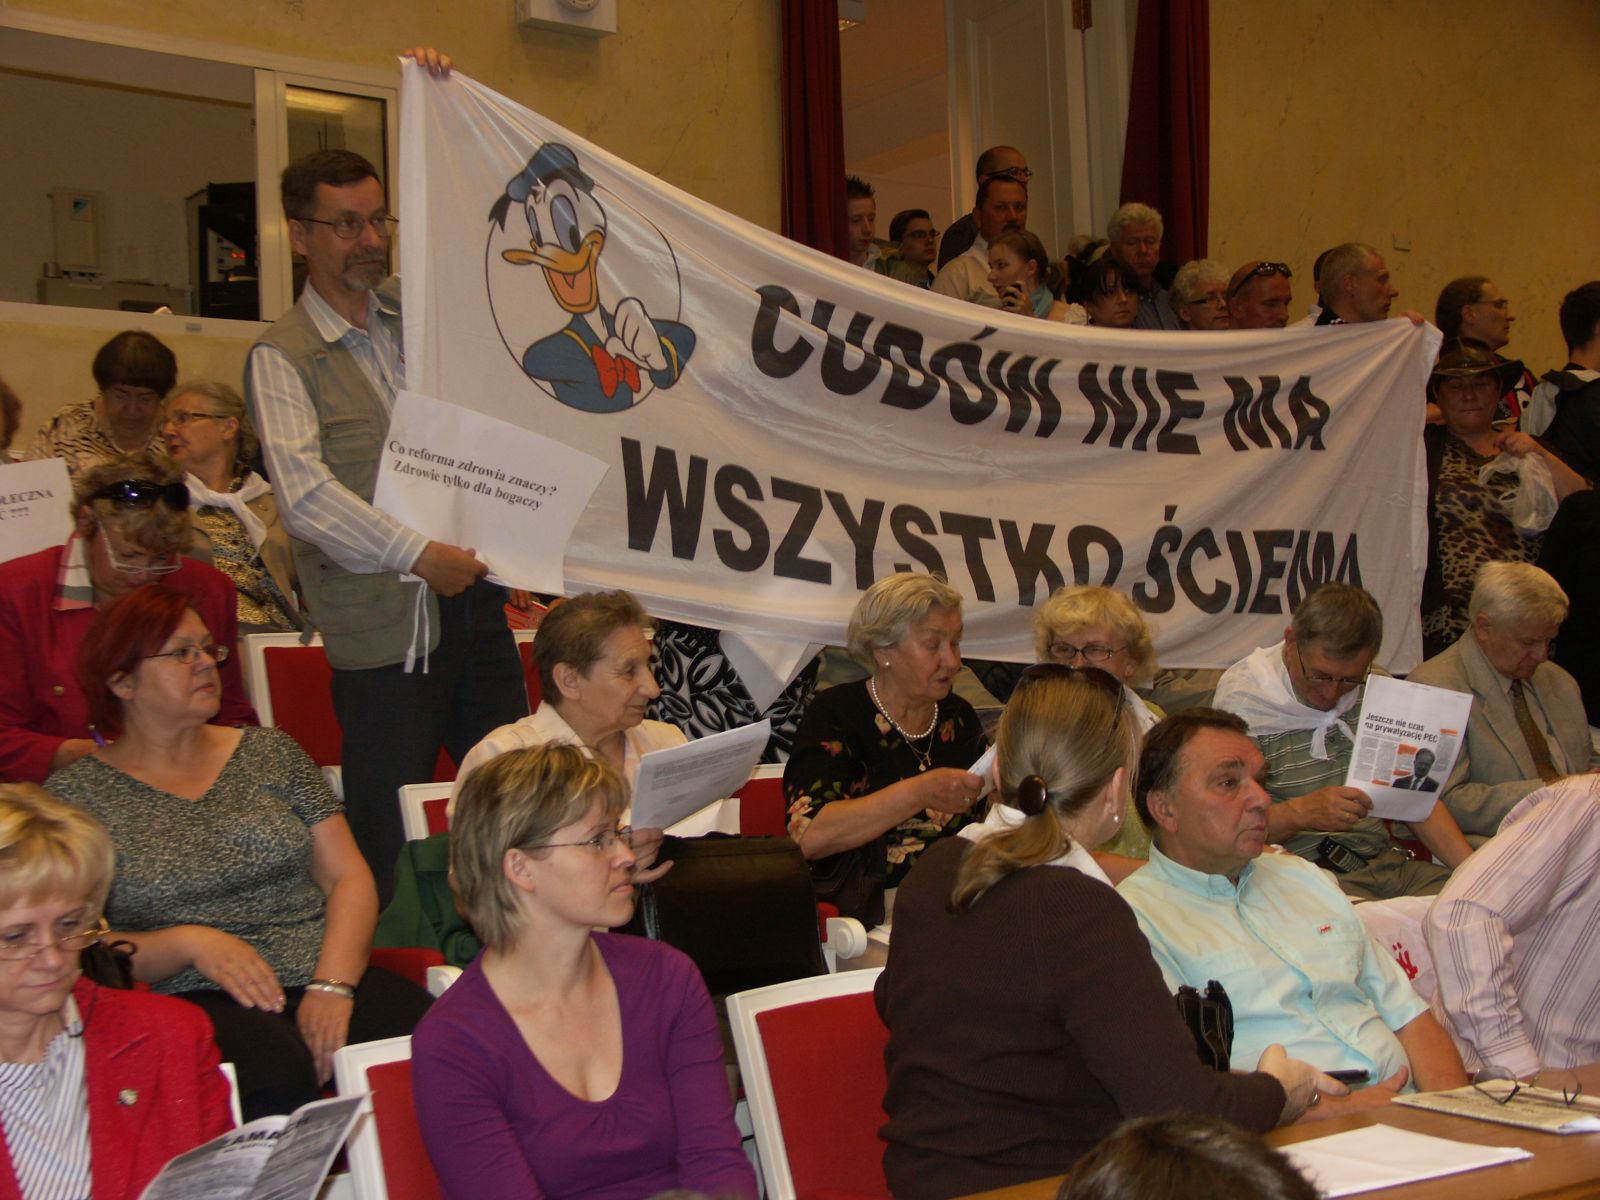 CUDÓW NIE MA
WSZYSTKO ŚCIEMA
Co reforma zdrowia znaczy?
Zdrowie tylko dla bogaczy
Ć ???
Jeszcze nie czas
na prywatyzację PEC